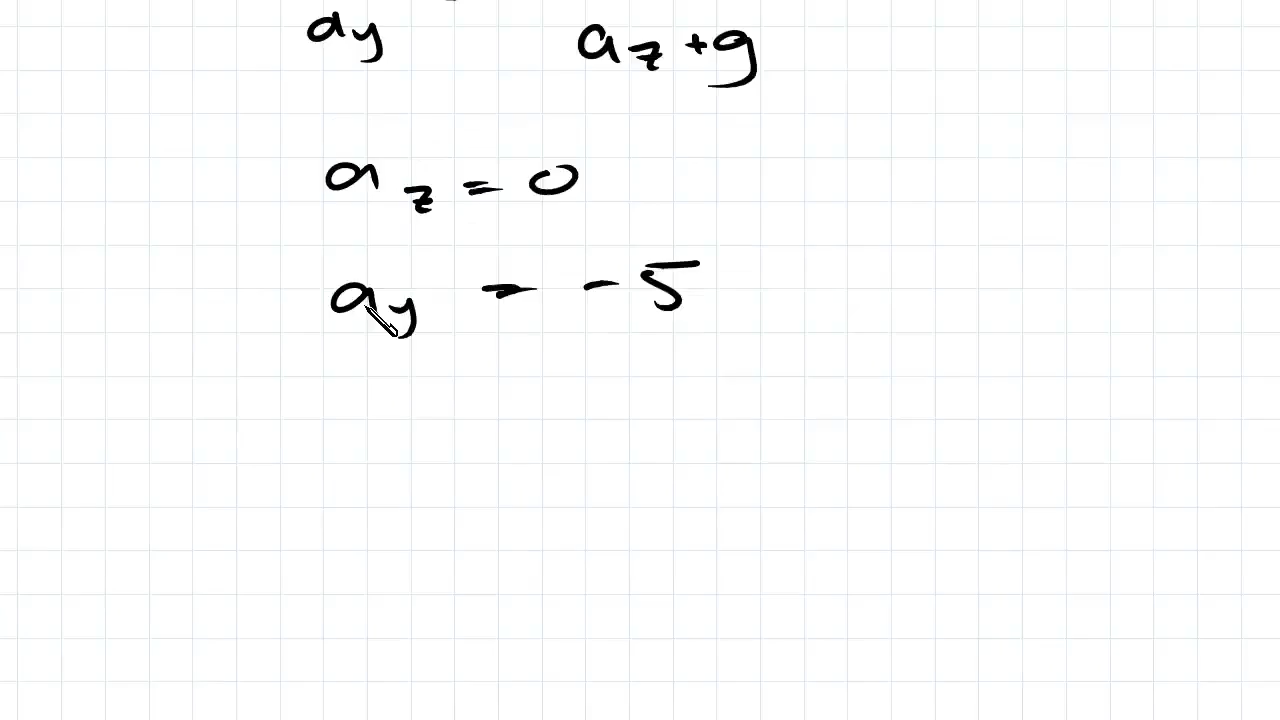 ay az+g
az = 0
ay = -5